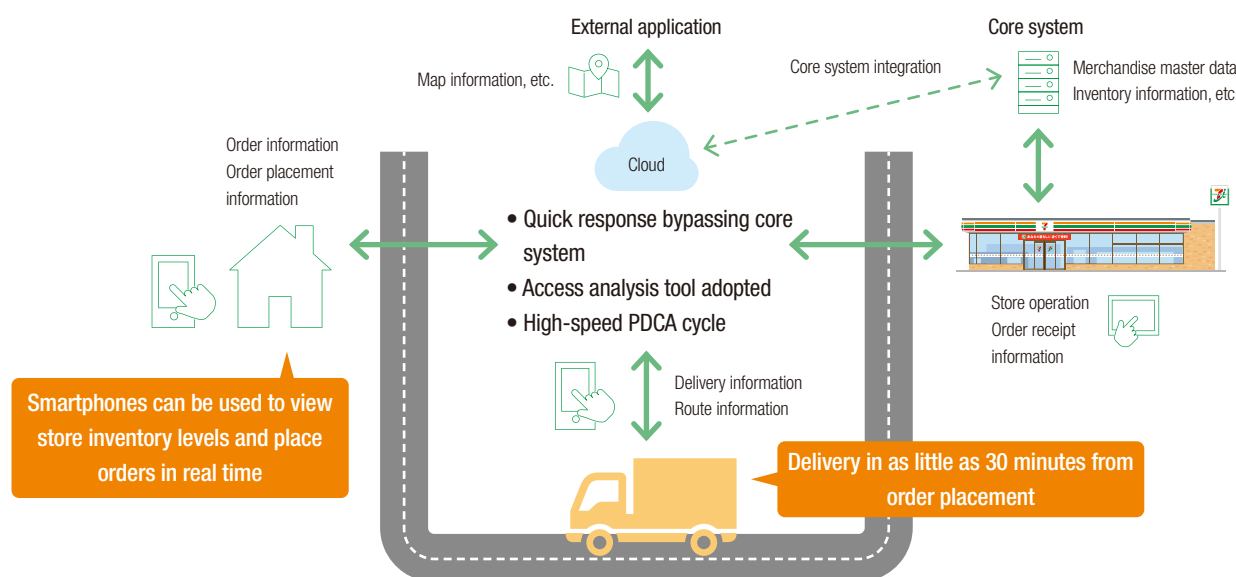 External application
Core system
Map information, etc.
Core system integration
Merchandise master data
Inventory information, etc
Cloud
Order information
Order placement
information
• Quick response bypassing core
system
• Access analysis tool adopted
• High-speed PDCA cycle
Store operation
Order receipt
information
Delivery information
Route information
Smartphones can be used to view
store inventory levels and place
orders in real time
Delivery in as little as 30 minutes from
order placement